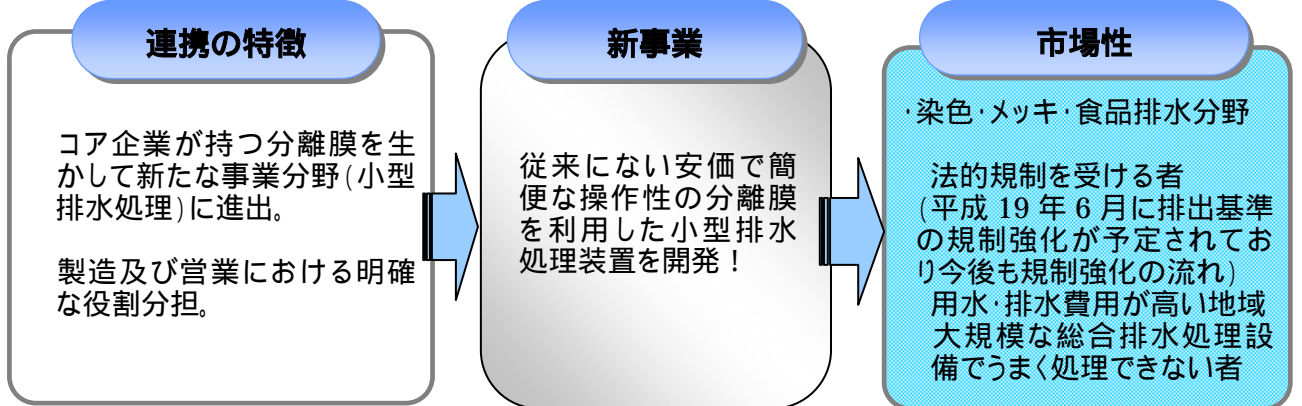 連携の特徴
コア企業が持つ分離膜を生
かして新たな事業分野(小型
排水処理)に進出。
製造及び営業における明確
な役割分担。
新事業
従来にない安価で簡
便な操作性の分離膜
を利用した小型排水
処理装置を開発!
市場性
・染色・メッキ・食品排水分野
法的規制を受ける者
(平成 19 年 6 月に排出基準
の規制強化が予定されてお
り今後も規制強化の流れ)
用水・排水費用が高い地域
大規模な総合排水処理設
備でうまく処理できない者